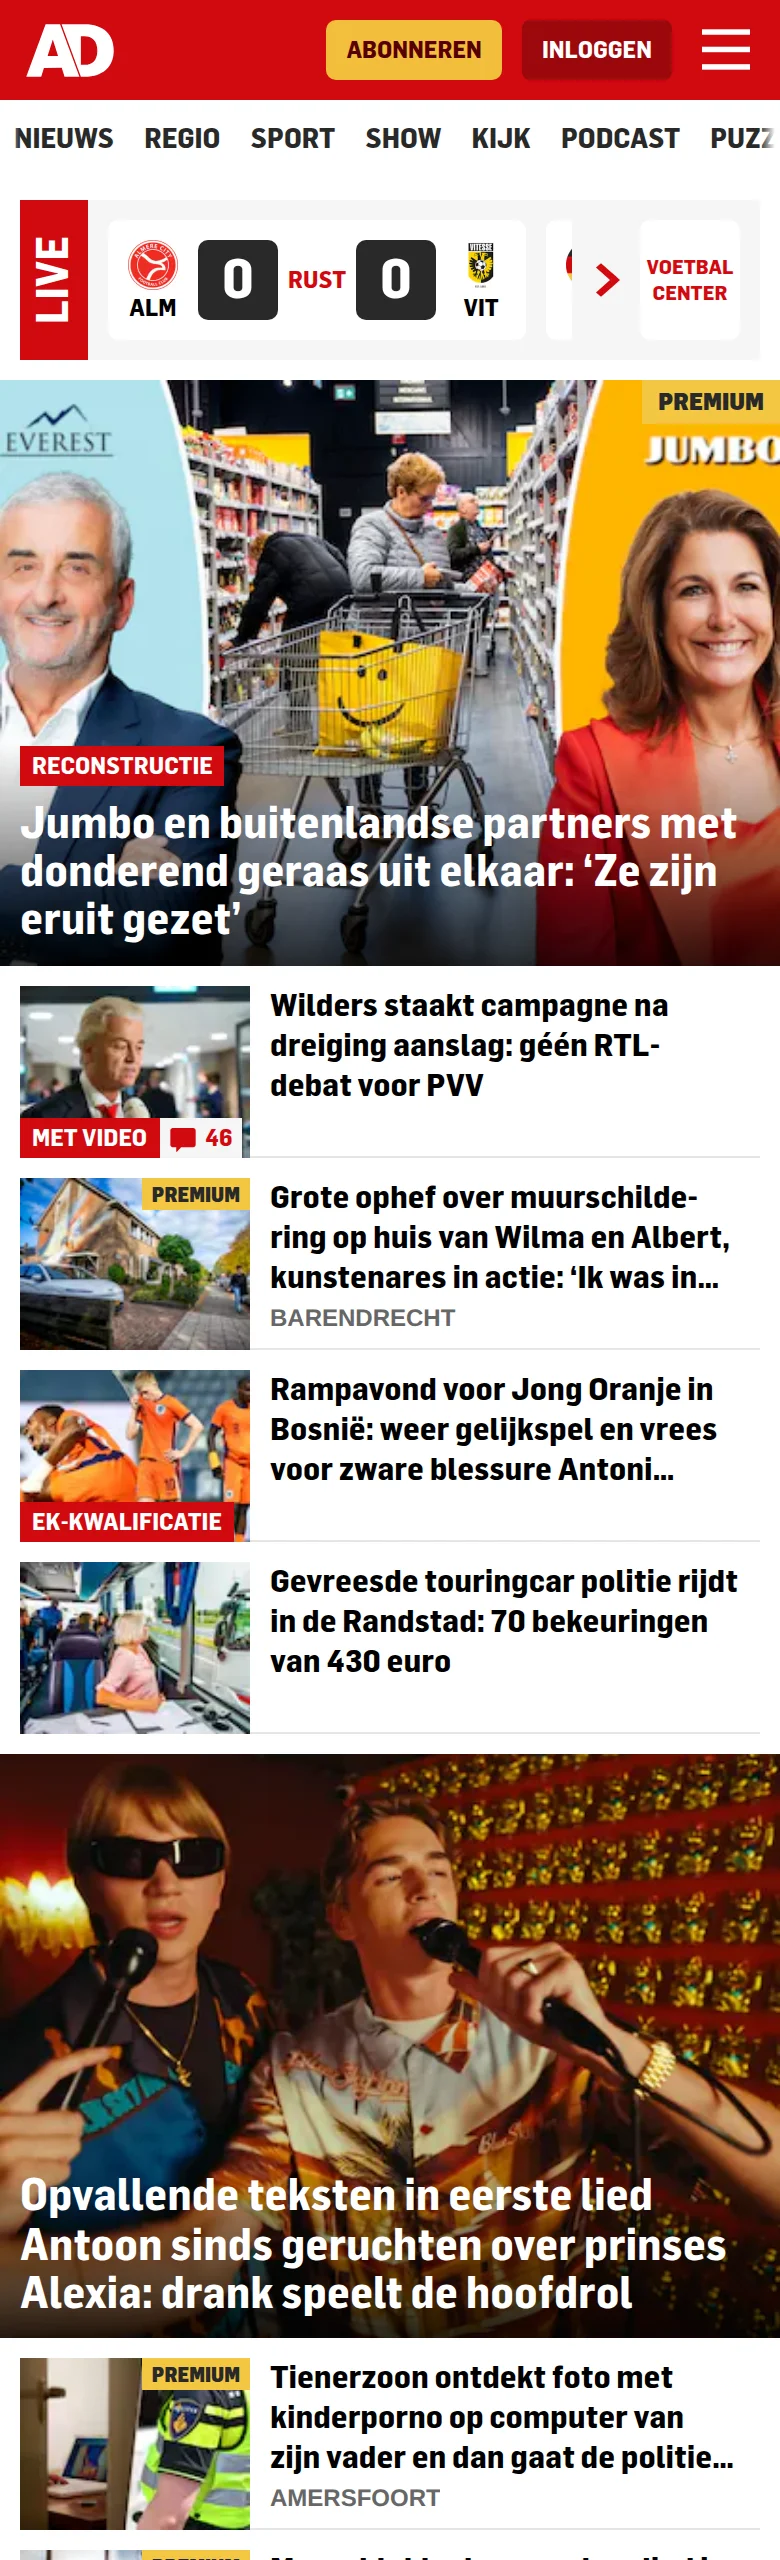 AD
ABONNEREN
INLOGGEN
NIEUWS REGIO SPORT SHOW KIJK PODCAST PUZZ
LIVE
ALM
0 RUST 0
VIT
VOETBAL
CENTER
PREMIUM
EVEREST
JUMBO
RECONSTRUCTIE
Jumbo en buitenlandse partners met
donderend geraas uit elkaar: ‘Ze zijn
eruit gezet’
MET VIDEO
46
Wilders staakt campagne na
dreiging aanslag: géén RTL-
debat voor PVV
PREMIUM
Grote ophef over muurschilde-
ring op huis van Wilma en Albert,
kunstenares in actie: ‘Ik was in...
BARENDRECHT
EK-KWALIFICATIE
Rampavond voor Jong Oranje in
Bosnië: weer gelijkspel en vrees
voor zware blessure Antoni...
Gevreesde touringcar politie rijdt
in de Randstad: 70 bekeuringen
van 430 euro
Opvallende teksten in eerste lied
Antoon sinds geruchten over prinses
Alexia: drank speelt de hoofdrol
PREMIUM
Tienerzoon ontdekt foto met
kinderporno op computer van
zijn vader en dan gaat de politie...
AMERSFOORT